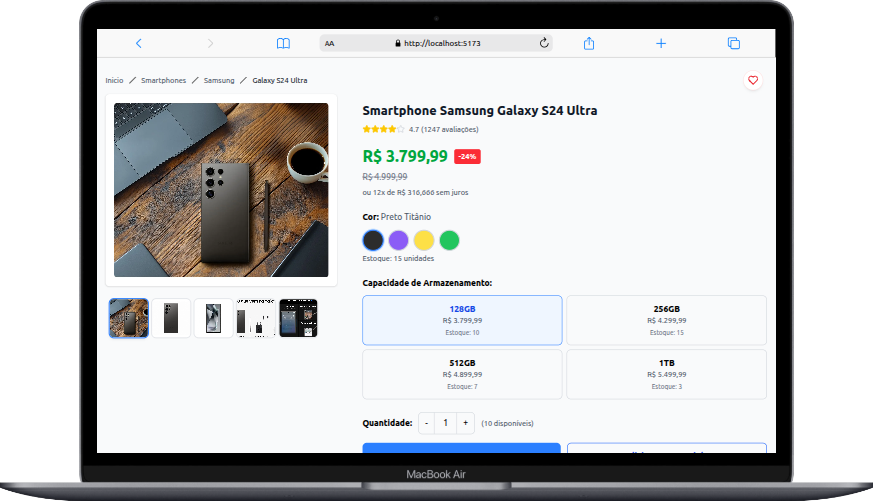 AA
http://localhost:5173
Início / Smartphones / Samsung / Galaxy S24 Ultra
Smartphone Samsung Galaxy S24 Ultra
4.7 (1247 avaliações)
R$ 3.799,99 -24%
R$ 4.999,99
ou 12x de R$ 316,666 sem juros
Cor: Preto Titânio
Estoque: 15 unidades
Capacidade de Armazenamento:
128GB
R$ 3.799,99
Estoque: 10
256GB
R$ 4.299,99
Estoque: 15
512GB
R$ 4.899,99
Estoque: 7
1TB
R$ 5.499,99
Estoque: 3
Quantidade: - 1 + (10 disponíveis)
MacBook Air